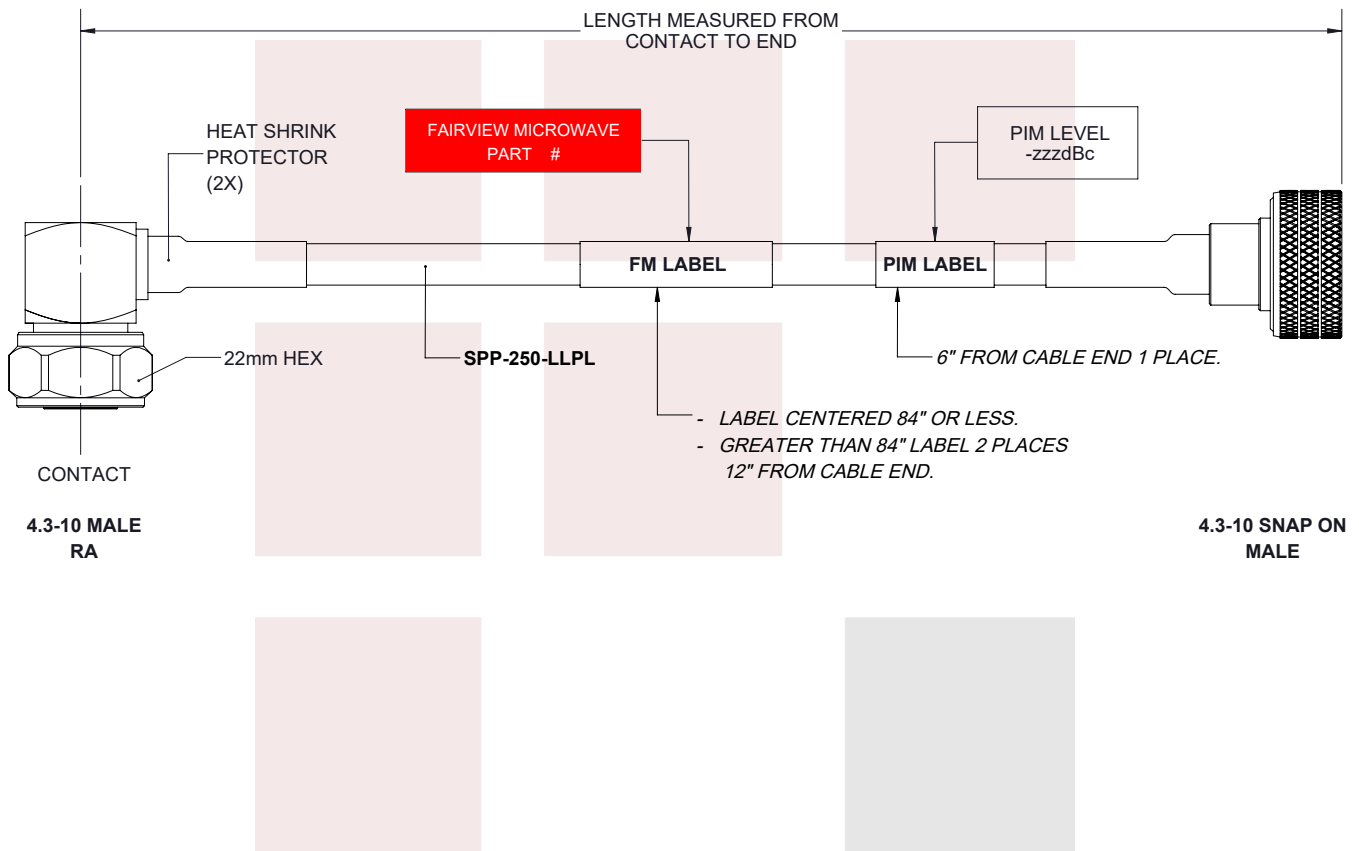 LENGTH MEASURED FROM
CONTACT TO END
HEAT SHRINK
PROTECTOR
(2X)
FAIRVIEW MICROWAVE
PART #
PIM LEVEL
-zzzdBc
FM LABEL
PIM LABEL
22mm HEX
SPP-250-LLPL
6" FROM CABLE END 1 PLACE.
- LABEL CENTERED 84" OR LESS.
- GREATER THAN 84" LABEL 2 PLACES
12" FROM CABLE END.
CONTACT
4.3-10 MALE
RA
4.3-10 SNAP ON
MALE